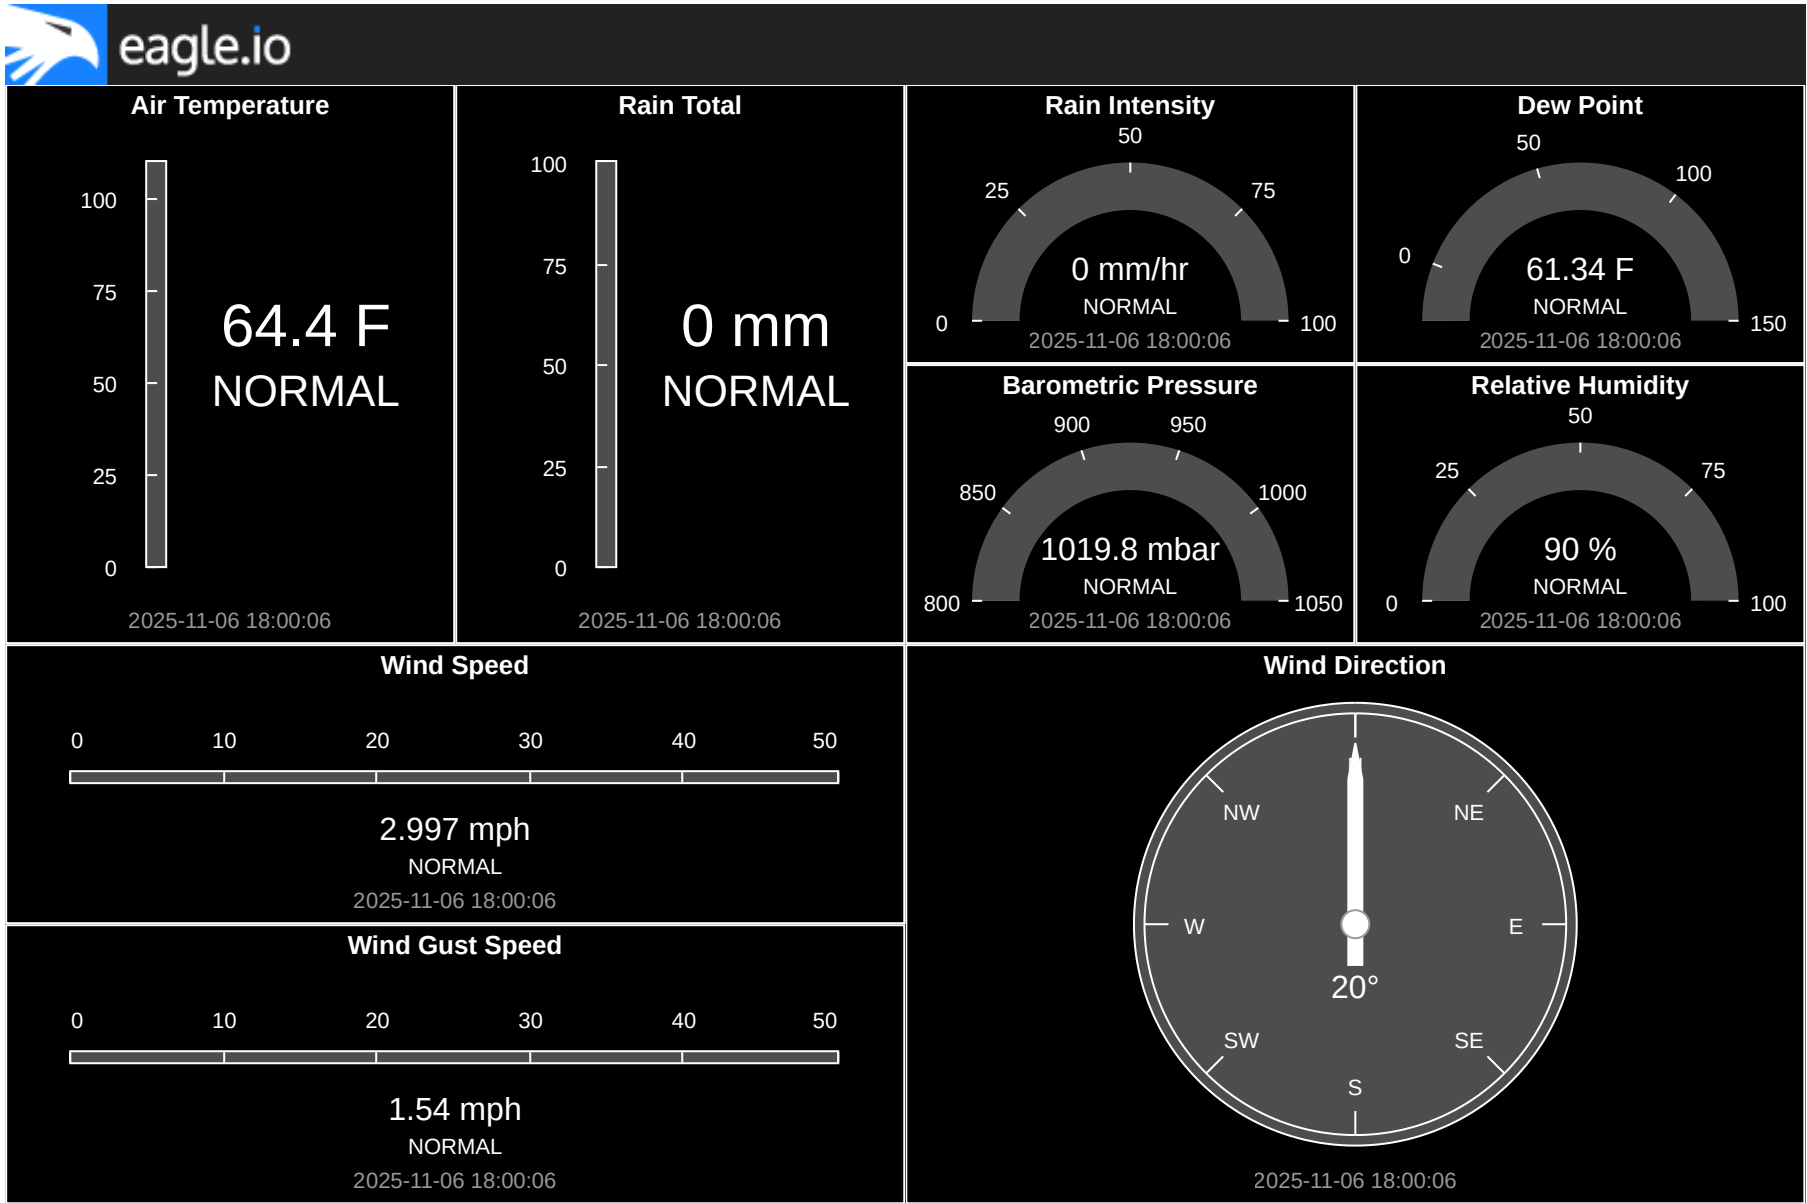 eagle.io
Air Temperature
100
75
50
25
0
64.4 F
NORMAL
2025-11-06 18:00:06
Rain Total
100
75
50
25
0
0 mm
NORMAL
2025-11-06 18:00:06
Rain Intensity
50
25
75
0
100
0 mm/hr
NORMAL
2025-11-06 18:00:06
Dew Point
50
100
0
150
61.34 F
NORMAL
2025-11-06 18:00:06
Barometric Pressure
900
950
850
1000
800
1050
1019.8 mbar
NORMAL
2025-11-06 18:00:06
Relative Humidity
50
25
75
0
100
90 %
NORMAL
2025-11-06 18:00:06
Wind Speed
0 10 20 30 40 50
2.997 mph
NORMAL
2025-11-06 18:00:06
Wind Gust Speed
0 10 20 30 40 50
1.54 mph
NORMAL
2025-11-06 18:00:06
Wind Direction
NW NE
W E
20°
SW SE
S
2025-11-06 18:00:06